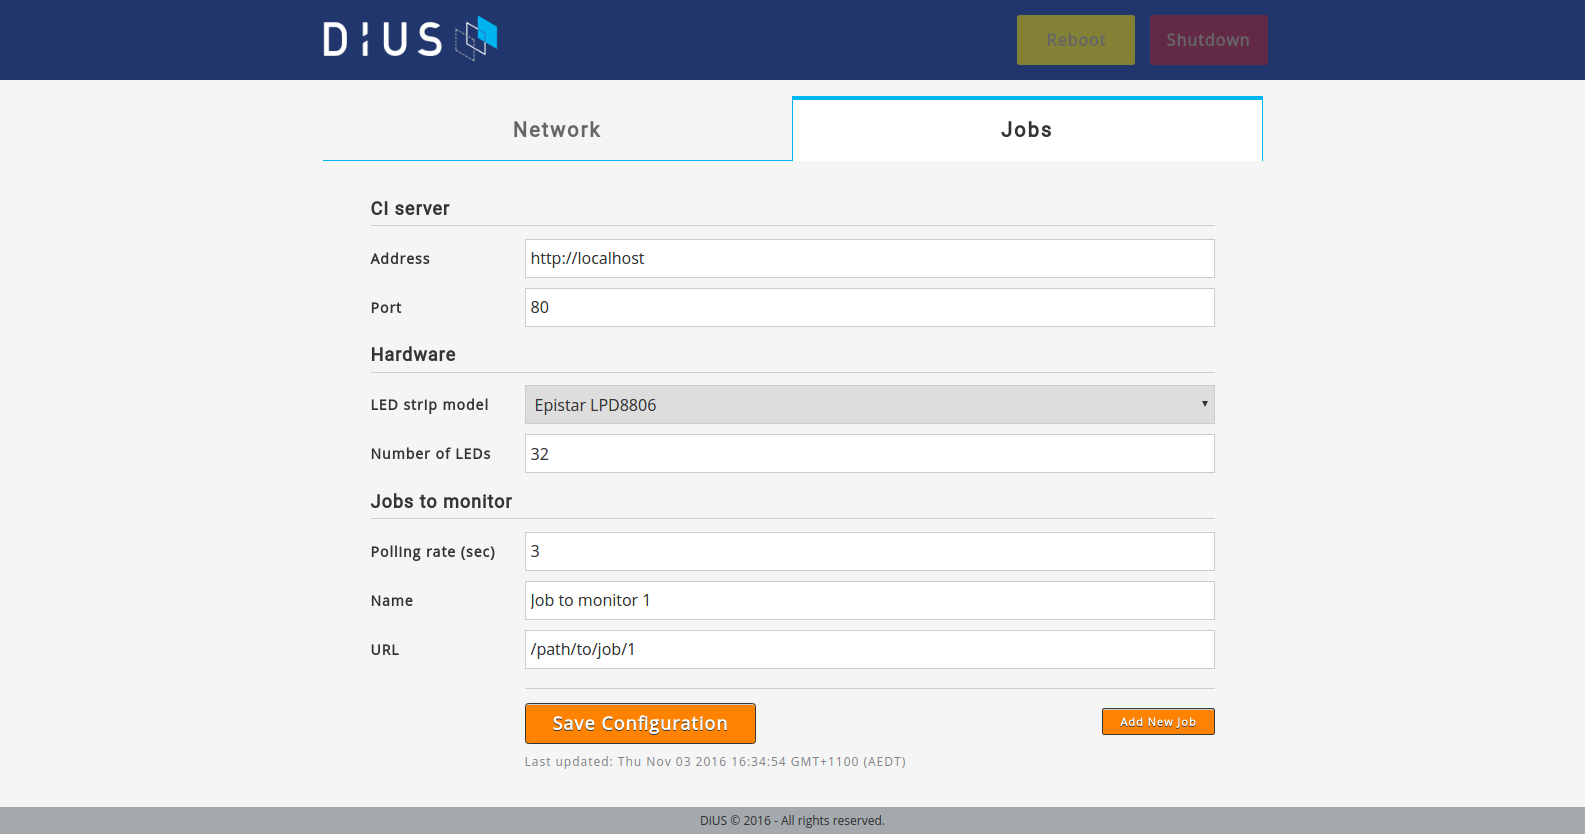 DiUS
Reboot
Shutdown
Network
Jobs
CI server
Address
http://localhost
Port
80
Hardware
LED strip model
Epistar LPD8806
Number of LEDs
32
Jobs to monitor
Polling rate (sec)
3
Name
Job to monitor 1
URL
/path/to/job/1
Save Configuration
Add New Job
Last updated: Thu Nov 03 2016 16:34:54 GMT+1100 (AEDT)
DiUS © 2016 - All rights reserved.